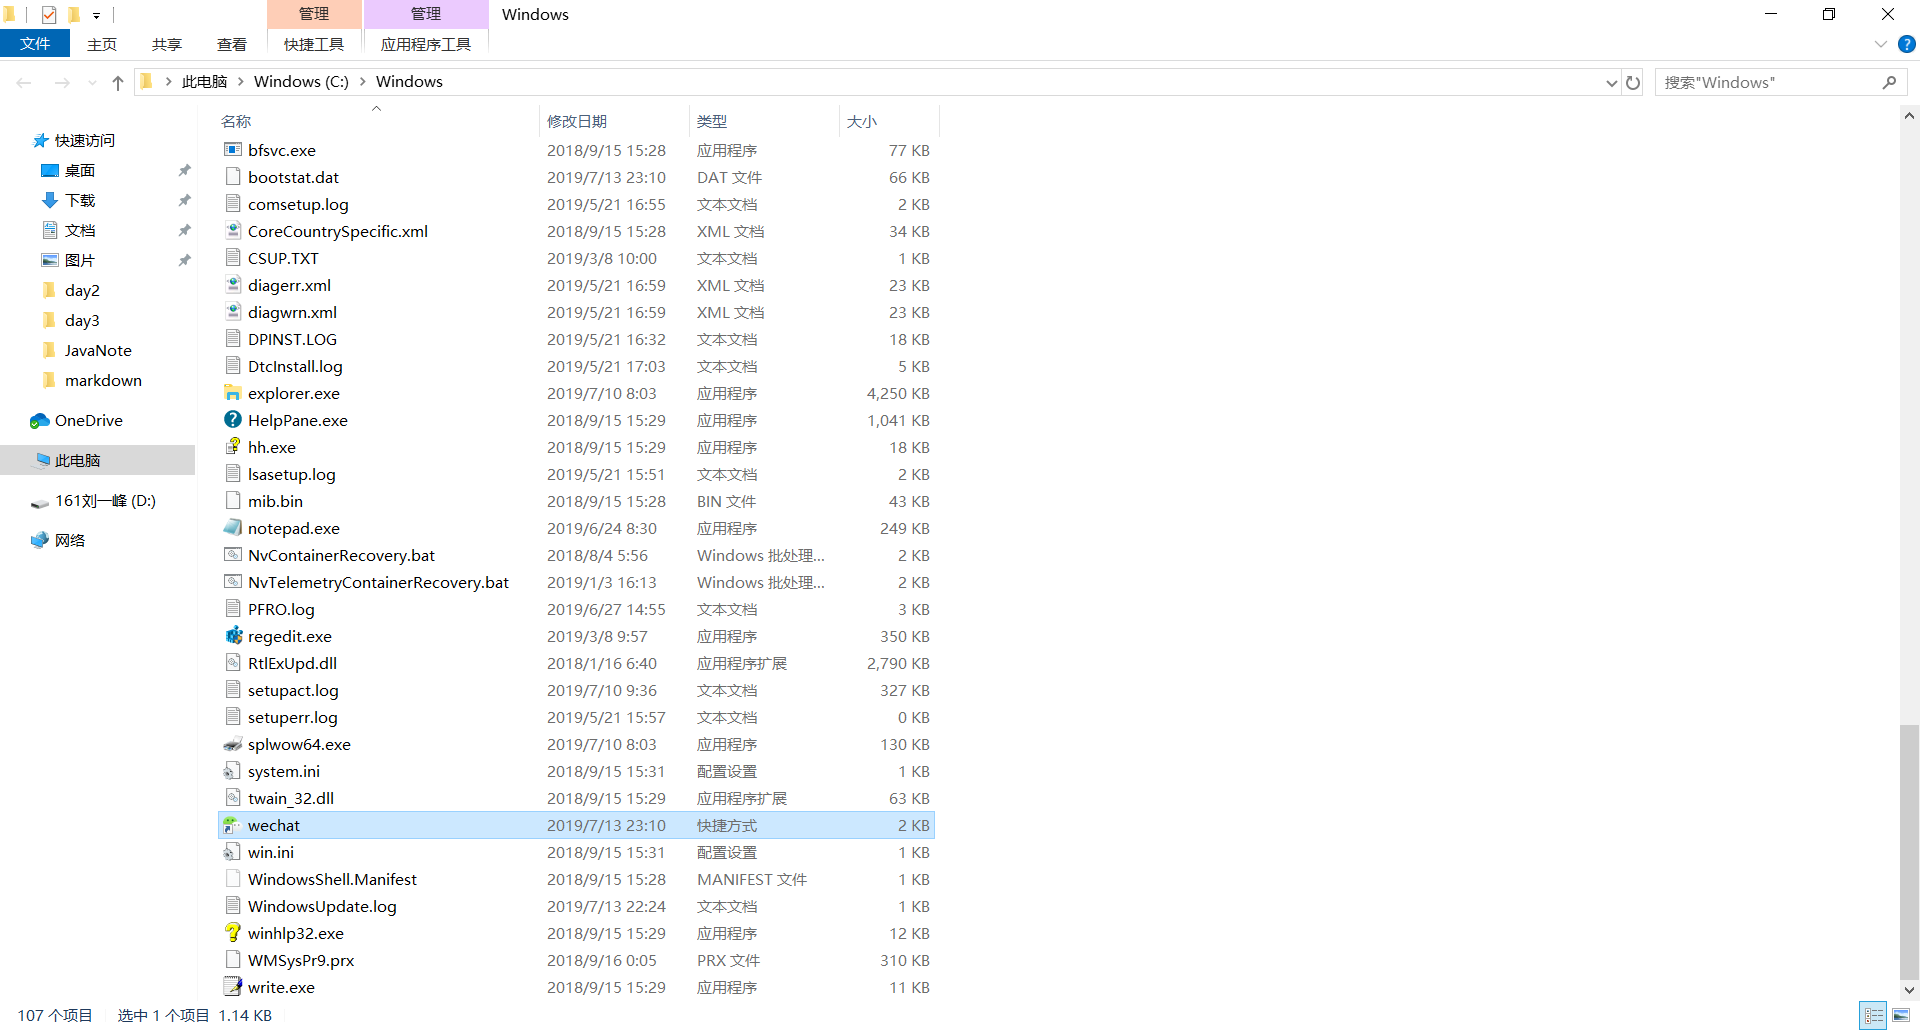 管理 管理 Windows
文件 主页 共享 查看 快捷工具 应用程序工具
此电脑 Windows (C:) Windows 搜索"Windows"
快速访问
桌面
下载
文档
图片
day2
day3
JavaNote
markdown
OneDrive
此电脑
161刘一峰 (D:)
网络
名称 修改日期 类型 大小
bfsvc.exe 2018/9/15 15:28 应用程序 77 KB
bootstat.dat 2019/7/13 23:10 DAT 文件 66 KB
comsetup.log 2019/5/21 16:55 文本文档 2 KB
CoreCountrySpecific.xml 2018/9/15 15:28 XML 文档 34 KB
CSUP.TXT 2019/3/8 10:00 文本文档 1 KB
diagerr.xml 2019/5/21 16:59 XML 文档 23 KB
diagwrn.xml 2019/5/21 16:59 XML 文档 23 KB
DPINST.LOG 2019/5/21 16:32 文本文档 18 KB
DtcInstall.log 2019/5/21 17:03 文本文档 5 KB
explorer.exe 2019/7/10 8:03 应用程序 4,250 KB
HelpPane.exe 2018/9/15 15:29 应用程序 1,041 KB
hh.exe 2018/9/15 15:29 应用程序 18 KB
lsasetup.log 2019/5/21 15:51 文本文档 2 KB
mib.bin 2018/9/15 15:28 BIN 文件 43 KB
notepad.exe 2019/6/24 8:30 应用程序 249 KB
NvContainerRecovery.bat 2018/8/4 5:56 Windows 批处理... 2 KB
NvTelemetryContainerRecovery.bat 2019/1/3 16:13 Windows 批处理... 2 KB
PFRO.log 2019/6/27 14:55 文本文档 3 KB
regedit.exe 2019/3/8 9:57 应用程序 350 KB
RtlExUpd.dll 2018/1/16 6:40 应用程序扩展 2,790 KB
setupact.log 2019/7/10 9:36 文本文档 327 KB
setuperr.log 2019/5/21 15:57 文本文档 0 KB
splwow64.exe 2019/7/10 8:03 应用程序 130 KB
system.ini 2018/9/15 15:31 配置设置 1 KB
twain_32.dll 2018/9/15 15:29 应用程序扩展 63 KB
wechat 2019/7/13 23:10 快捷方式 2 KB
win.ini 2018/9/15 15:31 配置设置 1 KB
WindowsShell.Manifest 2018/9/15 15:28 MANIFEST 文件 1 KB
WindowsUpdate.log 2019/7/13 22:24 文本文档 1 KB
winhlp32.exe 2018/9/15 15:29 应用程序 12 KB
WMSysPr9.prx 2018/9/16 0:05 PRX 文件 310 KB
write.exe 2018/9/15 15:29 应用程序 11 KB
107 个项目 选中 1 个项目 1.14 KB